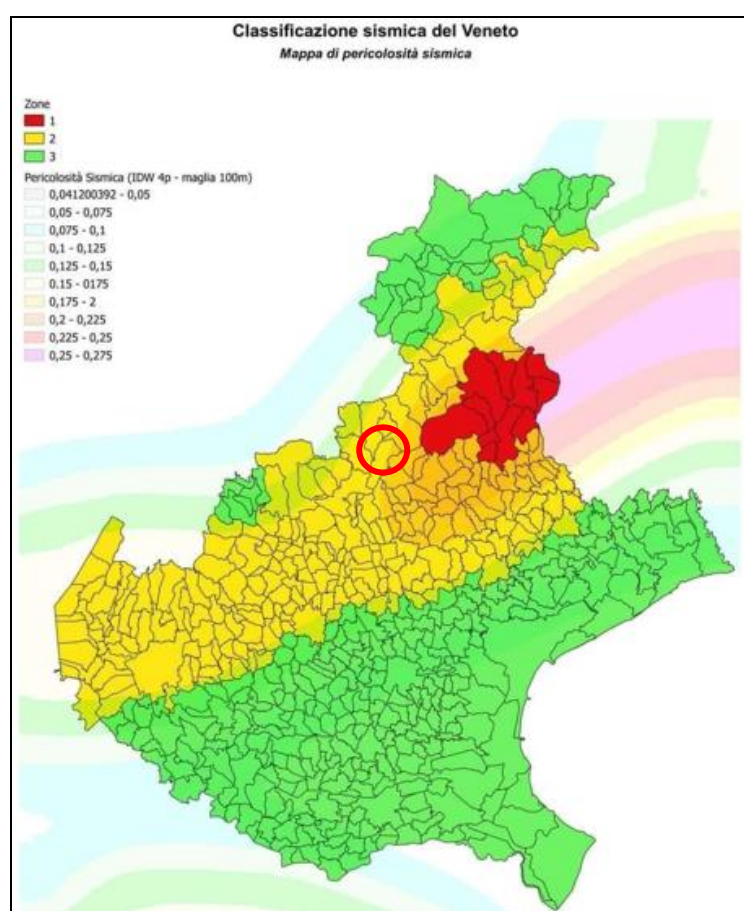 Classificazione sismica del Veneto
Mappa di pericolosità sismica
Zone
1
2
3
Pericolosità Sismica (IDW 4p - maglia 100m)
0,041200392 - 0,05
0,05 - 0,075
0,075 - 0,1
0,1 - 0,125
0,125 - 0,15
0.15 - 0175
0,175 - 2
0,2 - 0,225
0,225 - 0,25
0,25 - 0,275